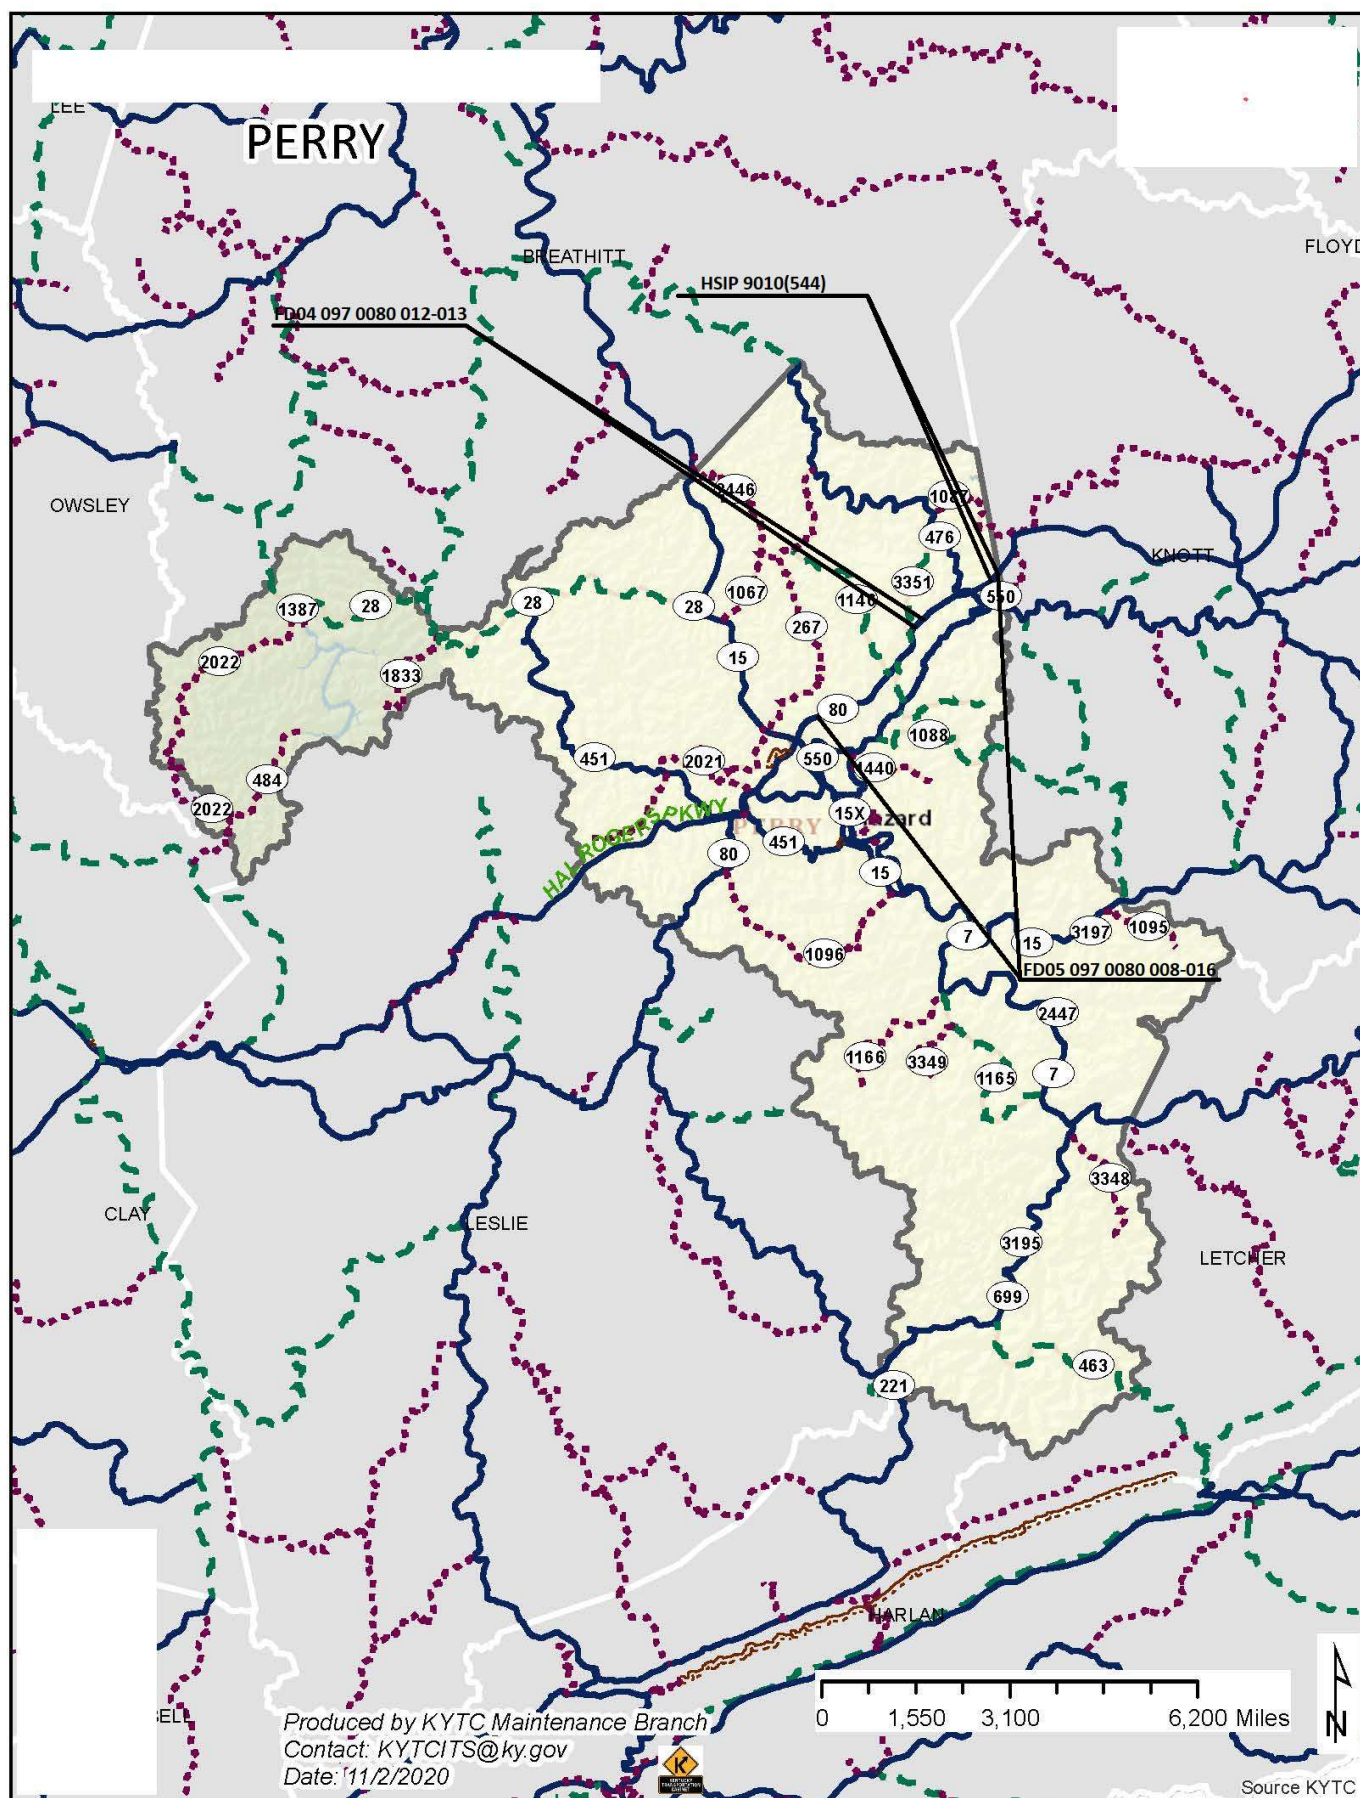 LEE
PERRY
BREATHITT
FLOYD
HSIP 9010(544)
FD04 097 0080 012-013
OWSLEY
KNOTT
2446
1087
476
3351
550
1387
28
28
28
1067
1146
267
2022
15
1833
80
1088
451
2021
550
1440
484
2022
HAL ROGERS PKWY
15X
Hazard
PERRY
80
451
15
7
15
3197
1095
1096
FD05 097 0080 008-016
2447
1166
3349
1165
7
3348
CLAY
LESLIE
3195
LETCHER
699
463
221
HARLAN
BELL
0 1,550 3,100 6,200 Miles
N
Produced by KYTC Maintenance Branch
Contact: KYTCITS@ky.gov
Date: 11/2/2020
Source KYTC